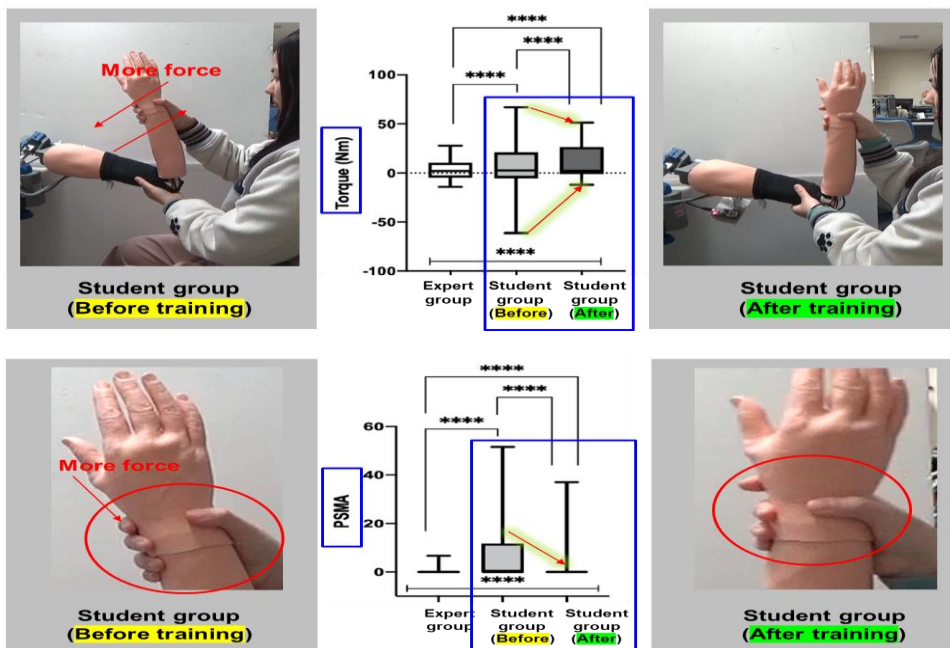 More force
Student group
(Before training)
****
****
****
100
50
0
-50
-100
Torque (Nm)
****
Expert
group
Student
group
(Before)
Student
group
(After)
Student group
(After training)
More force
Student group
(Before training)
****
****
****
60
40
20
0
PSMA
****
Expert
group
Student
group
(Before)
Student
group
(After)
Student group
(After training)